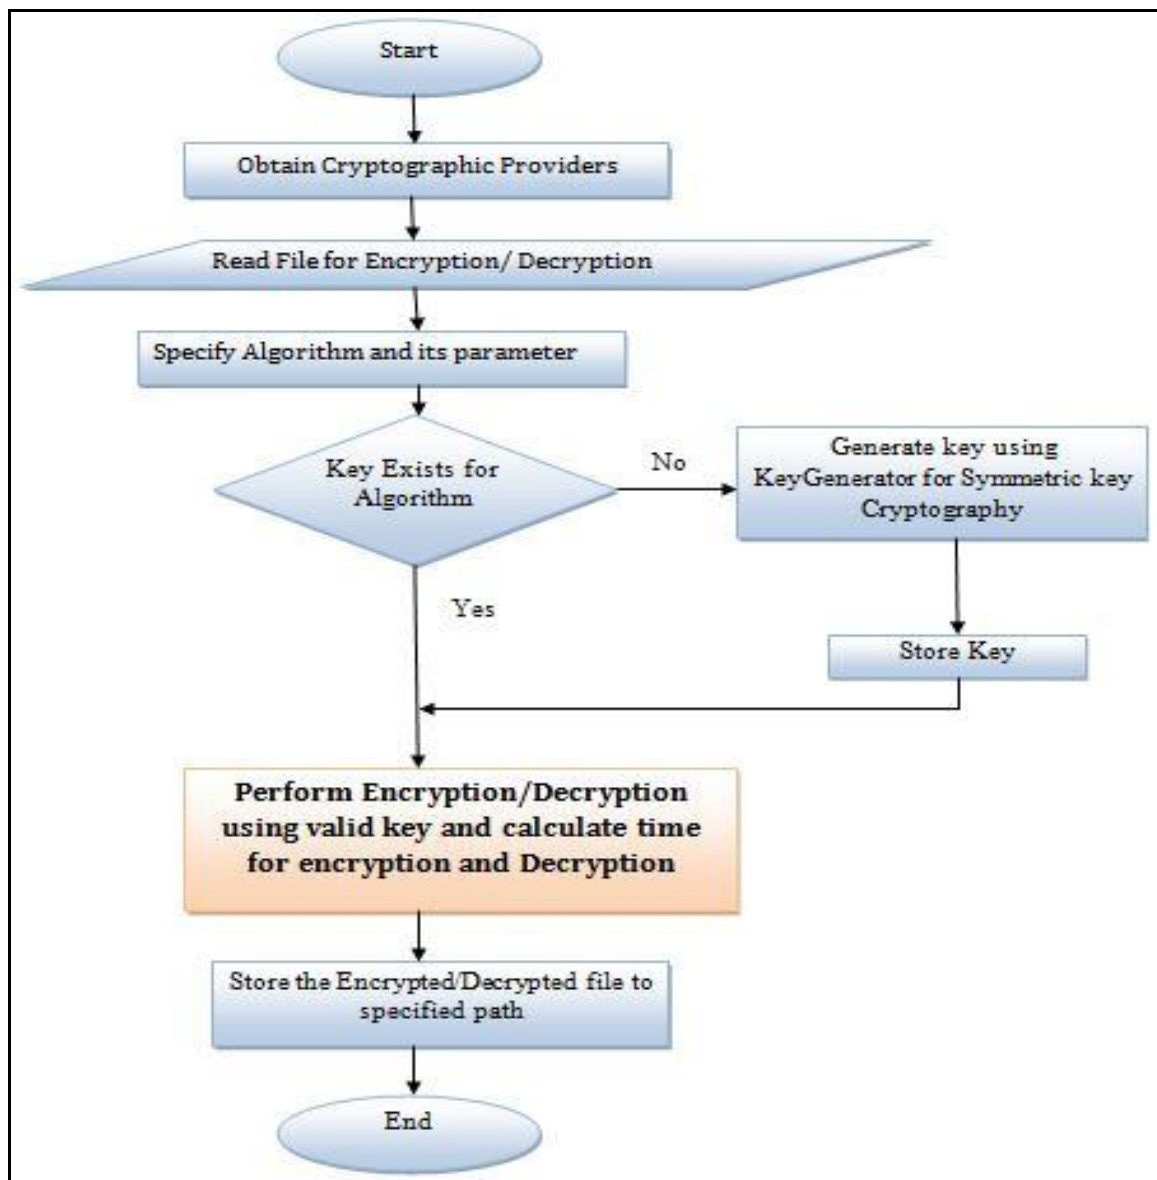 Start
Obtain Cryptographic Providers
Read File for Encryption/ Decryption
Specify Algorithm and its parameter
Key Exists for
Algorithm
No
Generate key using
KeyGenerator for Symmetric key
Cryptography
Yes
Store Key
Perform Encryption/Decryption
using valid key and calculate time
for encryption and Decryption
Store the Encrypted/Decrypted file to
specified path
End